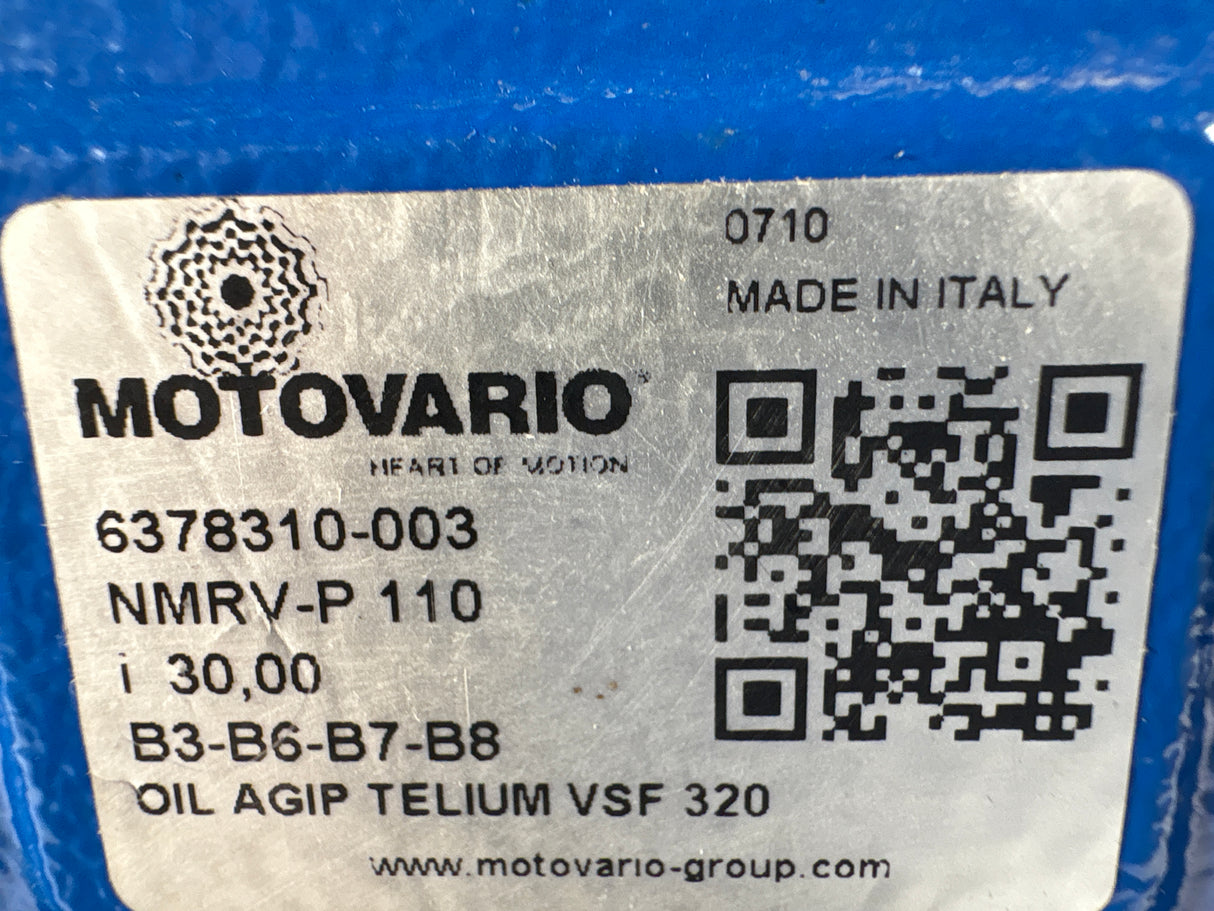 0710
MADE IN ITALY
MOTOVARIO
HEART OF MOTION
6378310-003
NMRV-P 110
i 30,00
B3-B6-B7-B8
OIL AGIP TELIUM VSF 320
www.motovario-group.com